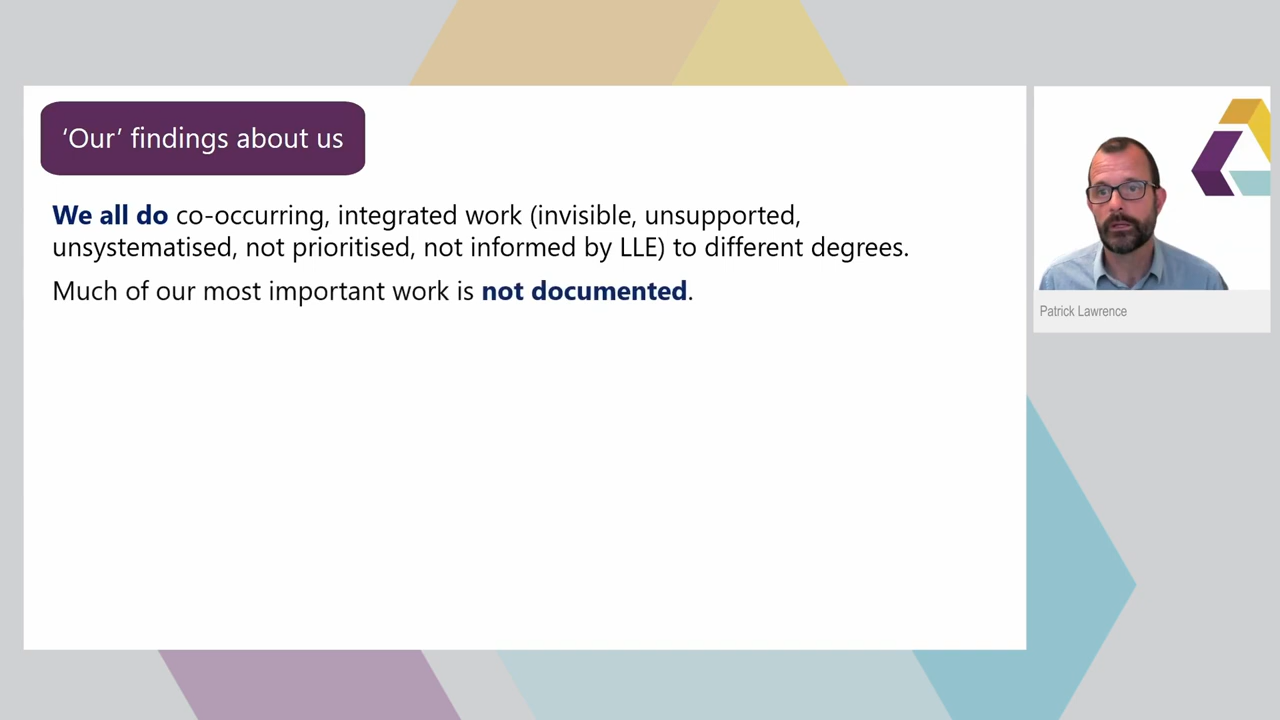 ‘Our’ findings about us
We all do co-occurring, integrated work (invisible, unsupported,
unsystematised, not prioritised, not informed by LLE) to different degrees.
Much of our most important work is not documented.
Patrick Lawrence